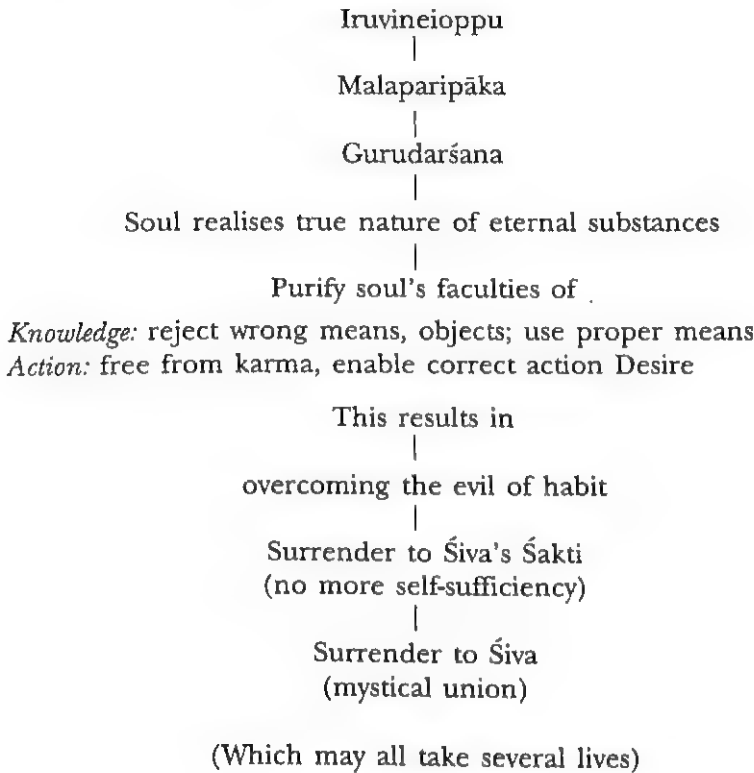 Iruvineioppu
Malaparipāka
Gurudarśana
Soul realises true nature of eternal substances
Purify soul's faculties of
Knowledge: reject wrong means, objects; use proper means
Action: free from karma, enable correct action Desire
This results in
overcoming the evil of habit
Surrender to Śiva's Śakti
(no more self-sufficiency)
Surrender to Śiva
(mystical union)
(Which may all take several lives)